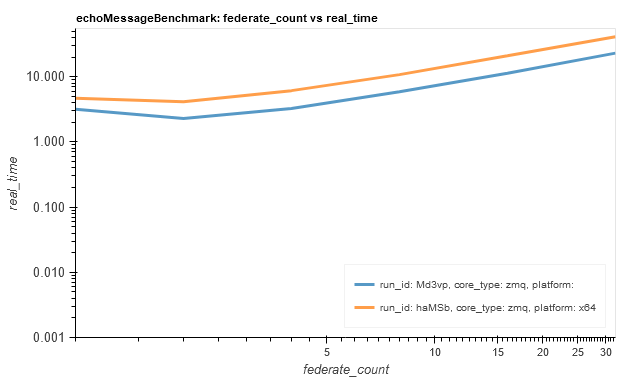 echoMessageBenchmark: federate_count vs real_time
10.000
1.000
0.100
0.010
0.001
real_time
run_id: Md3vp, core_type: zmq, platform:
run_id: haMSb, core_type: zmq, platform: x64
5
10
15
20
25
30
federate_count